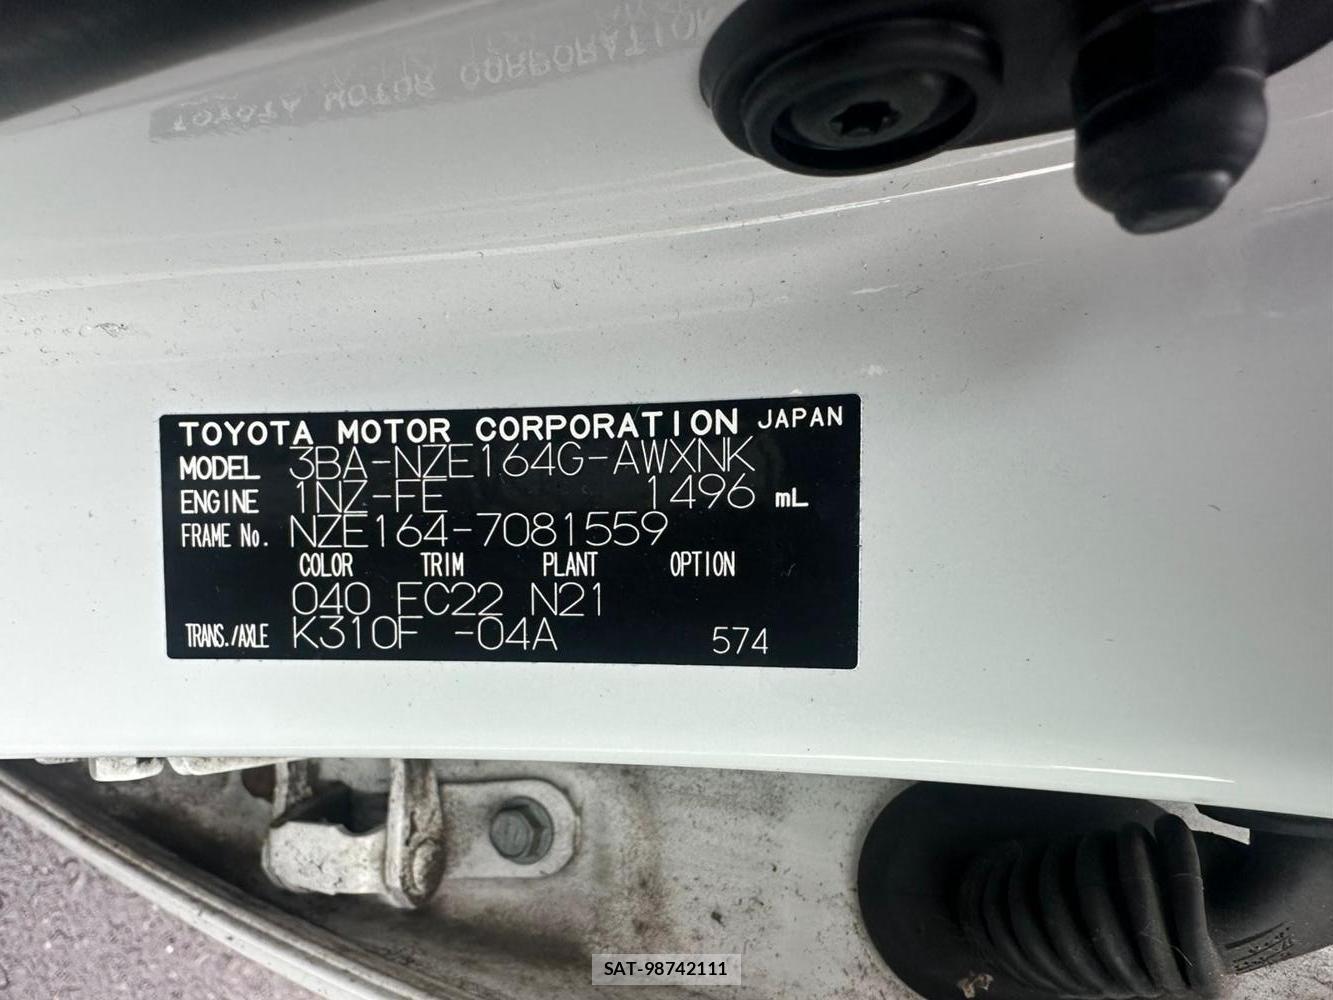 TOYOTA MOTOR CORPORATION
TOYOTA MOTOR CORPORATION JAPAN
MODEL 3BA-NZE164G-AWXNK
ENGINE 1NZ-FE 1496 mL
FRAME No. NZE164-7081559
COLOR TRIM PLANT OPTION
040 FC22 N21
TRANS./AXLE K310F -04A 574
SAT-98742111